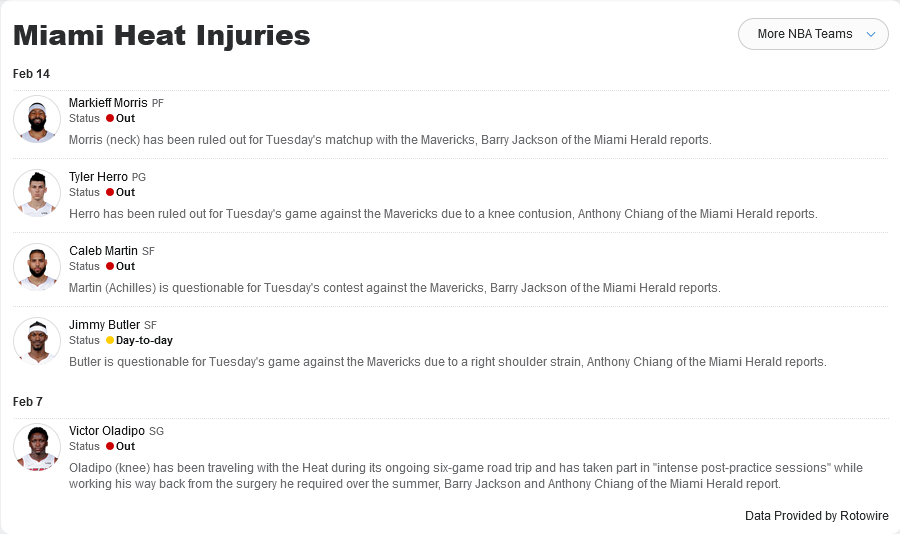 Miami Heat Injuries
More NBA Teams
Feb 14
Markieff Morris PF
Status Out
Morris (neck) has been ruled out for Tuesday's matchup with the Mavericks, Barry Jackson of the Miami Herald reports.
Tyler Herro PG
Status Out
Herro has been ruled out for Tuesday's game against the Mavericks due to a knee contusion, Anthony Chiang of the Miami Herald reports.
Caleb Martin SF
Status Out
Martin (Achilles) is questionable for Tuesday's contest against the Mavericks, Barry Jackson of the Miami Herald reports.
Jimmy Butler SF
Status Day-to-day
Butler is questionable for Tuesday's game against the Mavericks due to a right shoulder strain, Anthony Chiang of the Miami Herald reports.
Feb 7
Victor Oladipo SG
Status Out
Oladipo (knee) has been traveling with the Heat during its ongoing six-game road trip and has taken part in "intense post-practice sessions" while
working his way back from the surgery he required over the summer, Barry Jackson and Anthony Chiang of the Miami Herald report.
Data Provided by Rotowire